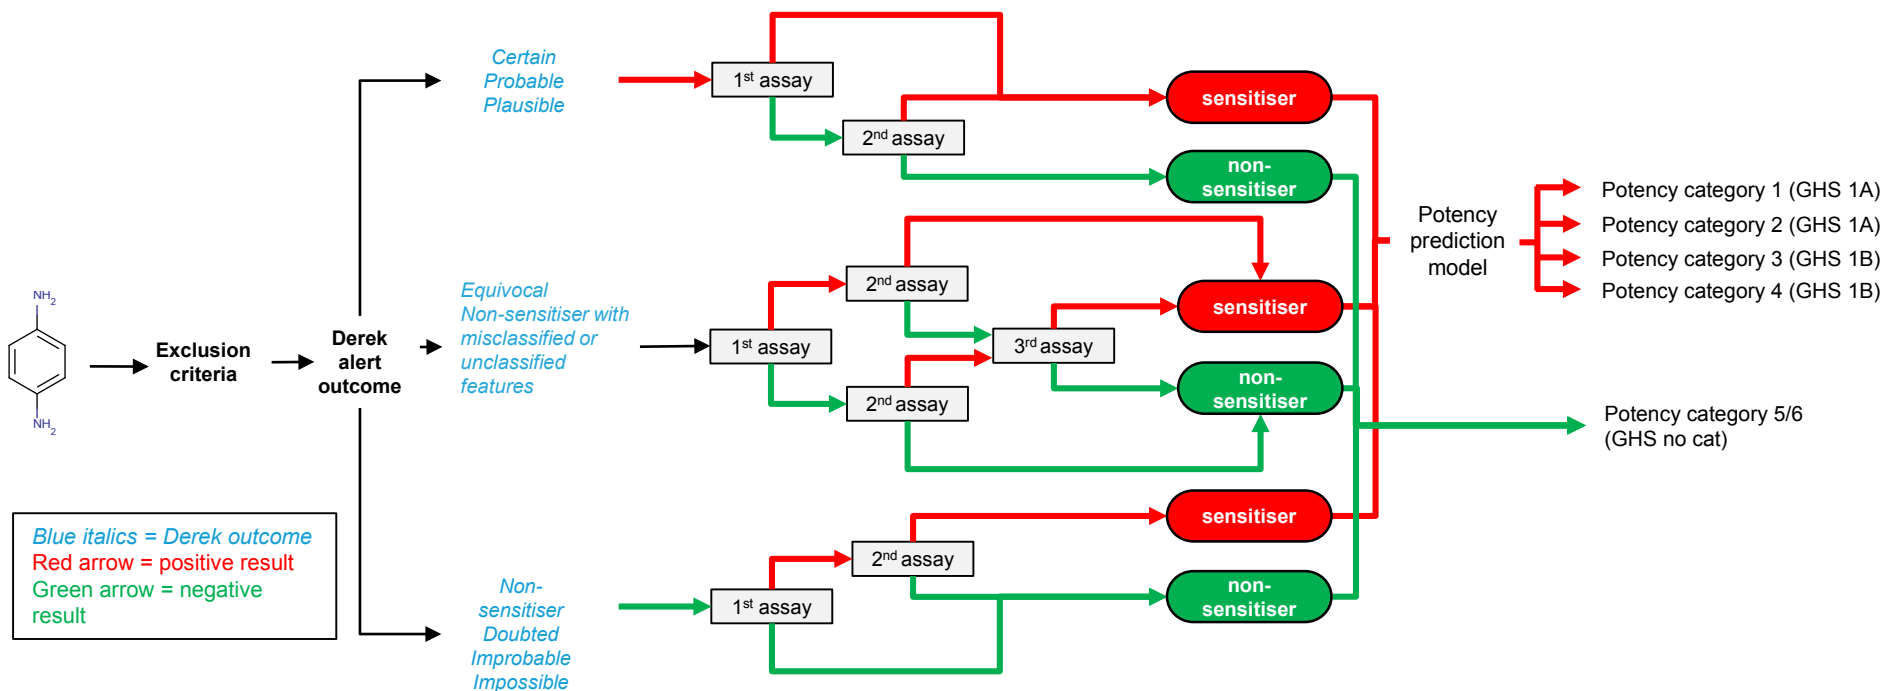 Certain
Probable
Plausible
1st assay
2nd assay
sensitiser
non-
sensitiser
Equivocal
Non-sensitiser with
misclassified or
unclassified
features
1st assay
2nd assay
2nd assay
3rd assay
sensitiser
non-
sensitiser
Potency
prediction
model
Potency category 1 (GHS 1A)
Potency category 2 (GHS 1A)
Potency category 3 (GHS 1B)
Potency category 4 (GHS 1B)
Potency category 5/6
(GHS no cat)
NH2
NH2
Exclusion
criteria
Derek
alert
outcome
Non-
sensitiser
Doubted
Improbable
Impossible
1st assay
2nd assay
sensitiser
non-
sensitiser
Blue italics = Derek outcome
Red arrow = positive result
Green arrow = negative
result